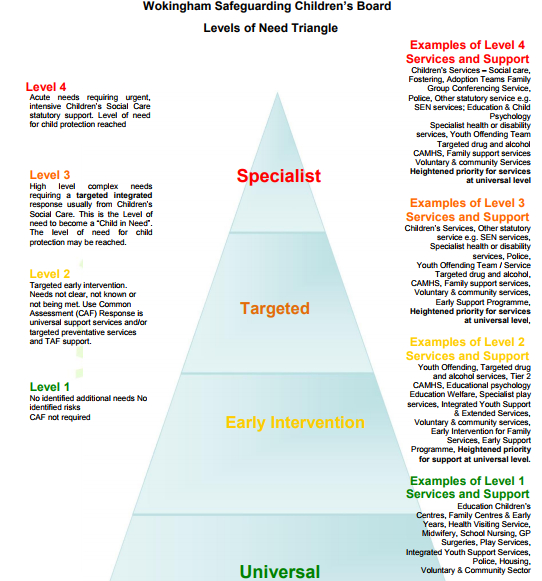 Wokingham Safeguarding Children's Board
Levels of Need Triangle
Level 4
Acute needs requiring urgent,
intensive Children's Social Care
statutory support. Level of need
for child protection reached
Level 3
High level complex needs
requiring a targeted integrated
response usually from Children's
Social Care. This is the Level of
need to become a "Child in Need".
The level of need for child
protection may be reached.
Level 2
Targeted early intervention.
Needs not clear, not known or
not being met. Use Common
Assessment (CAF) Response is
universal support services and/or
targeted preventative services
and TAF support.
Level 1
No identified additional needs No
identified risks
CAF not required
Specialist
Targeted
Early Intervention
Universal
Examples of Level 4
Services and Support
Children's Services – Social care,
Fostering, Adoption Teams Family
Group Conferencing Service,
Police, Other statutory service e.g.
SEN services; Education & Child
Psychology
Specialist health or disability
services, Youth Offending Team
Targeted drug and alcohol
CAMHS, Family support services
Voluntary & community Services
Heightened priority for services
at universal level
Examples of Level 3
Services and Support
Children's Services, Other statutory
service e.g. SEN services,
Specialist health or disability
services, Police,
Youth Offending Team / Service
Targeted drug and alcohol,
CAMHS, Family support services,
Voluntary & community services,
Early Support Programme,
Heightened priority for services
at universal level,
Examples of Level 2
Services and Support
Youth Offending, Targeted drug
and alcohol services, Tier 2
CAMHS, Educational psychology
Education Welfare, Specialist play
services, Integrated Youth Support
& Extended Services,
Voluntary & community services,
Early Intervention for Family
Services, Early Support
Programme, Heightened priority
for support at universal level.
Examples of Level 1
Services and Support
Education Children's
Centres, Family Centres & Early
Years, Health Visiting Service,
Midwifery, School Nursing, GP
Surgeries, Play Services,
Integrated Youth Support Services,
Police, Housing,
Voluntary & Community Sector